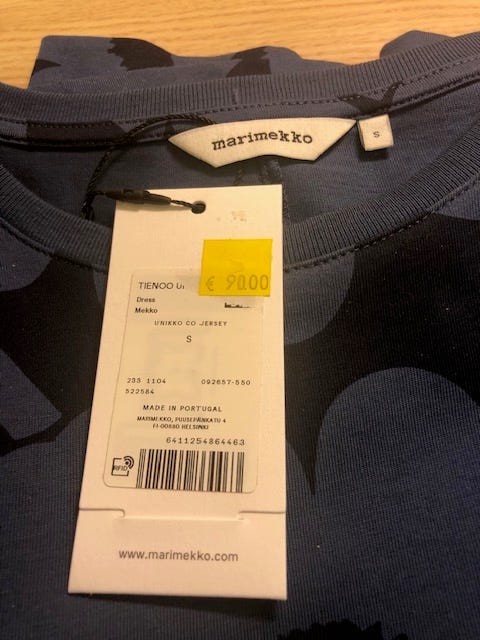 marimekko
S
€ 90.00
TIENOO
Dress
Mekko
UNIKKO CO JERSEY
S
235 1104 092657-550
522584
MADE IN PORTUGAL
MARIMEKKO, PUUSEPÄNKATU 4
FI-00880 HELSINKI
6411254864463
RFID
www.marimekko.com